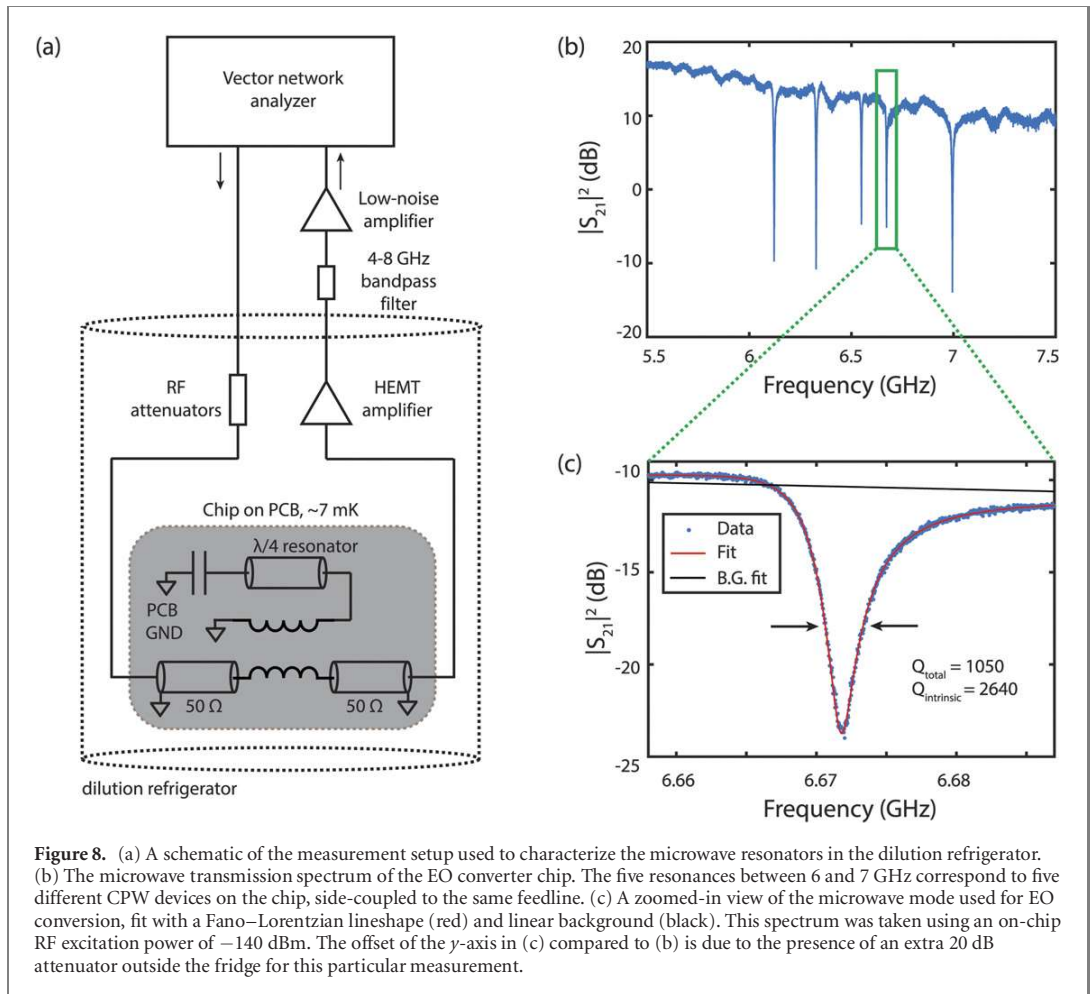 (a)
Vector network
analyzer
Low-noise
amplifier
4-8 GHz
bandpass
filter
RF
attenuators
HEMT
amplifier
Chip on PCB, ~7 mK
λ/4 resonator
PCB
GND
50 Ω
50 Ω
dilution refrigerator
(b)
20
10
0
-10
-20
|S21|² (dB)
5.5
6
6.5
7
7.5
Frequency (GHz)
(c)
-10
-15
-20
-25
|S21|² (dB)
Data
Fit
B.G. fit
Qtotal = 1050
Qintrinsic = 2640
6.66
6.67
6.68
Frequency (GHz)
Figure 8. (a) A schematic of the measurement setup used to characterize the microwave resonators in the dilution refrigerator.
(b) The microwave transmission spectrum of the EO converter chip. The five resonances between 6 and 7 GHz correspond to five
different CPW devices on the chip, side-coupled to the same feedline. (c) A zoomed-in view of the microwave mode used for EO
conversion, fit with a Fano–Lorentzian lineshape (red) and linear background (black). This spectrum was taken using an on-chip
RF excitation power of −140 dBm. The offset of the y-axis in (c) compared to (b) is due to the presence of an extra 20 dB
attenuator outside the fridge for this particular measurement.